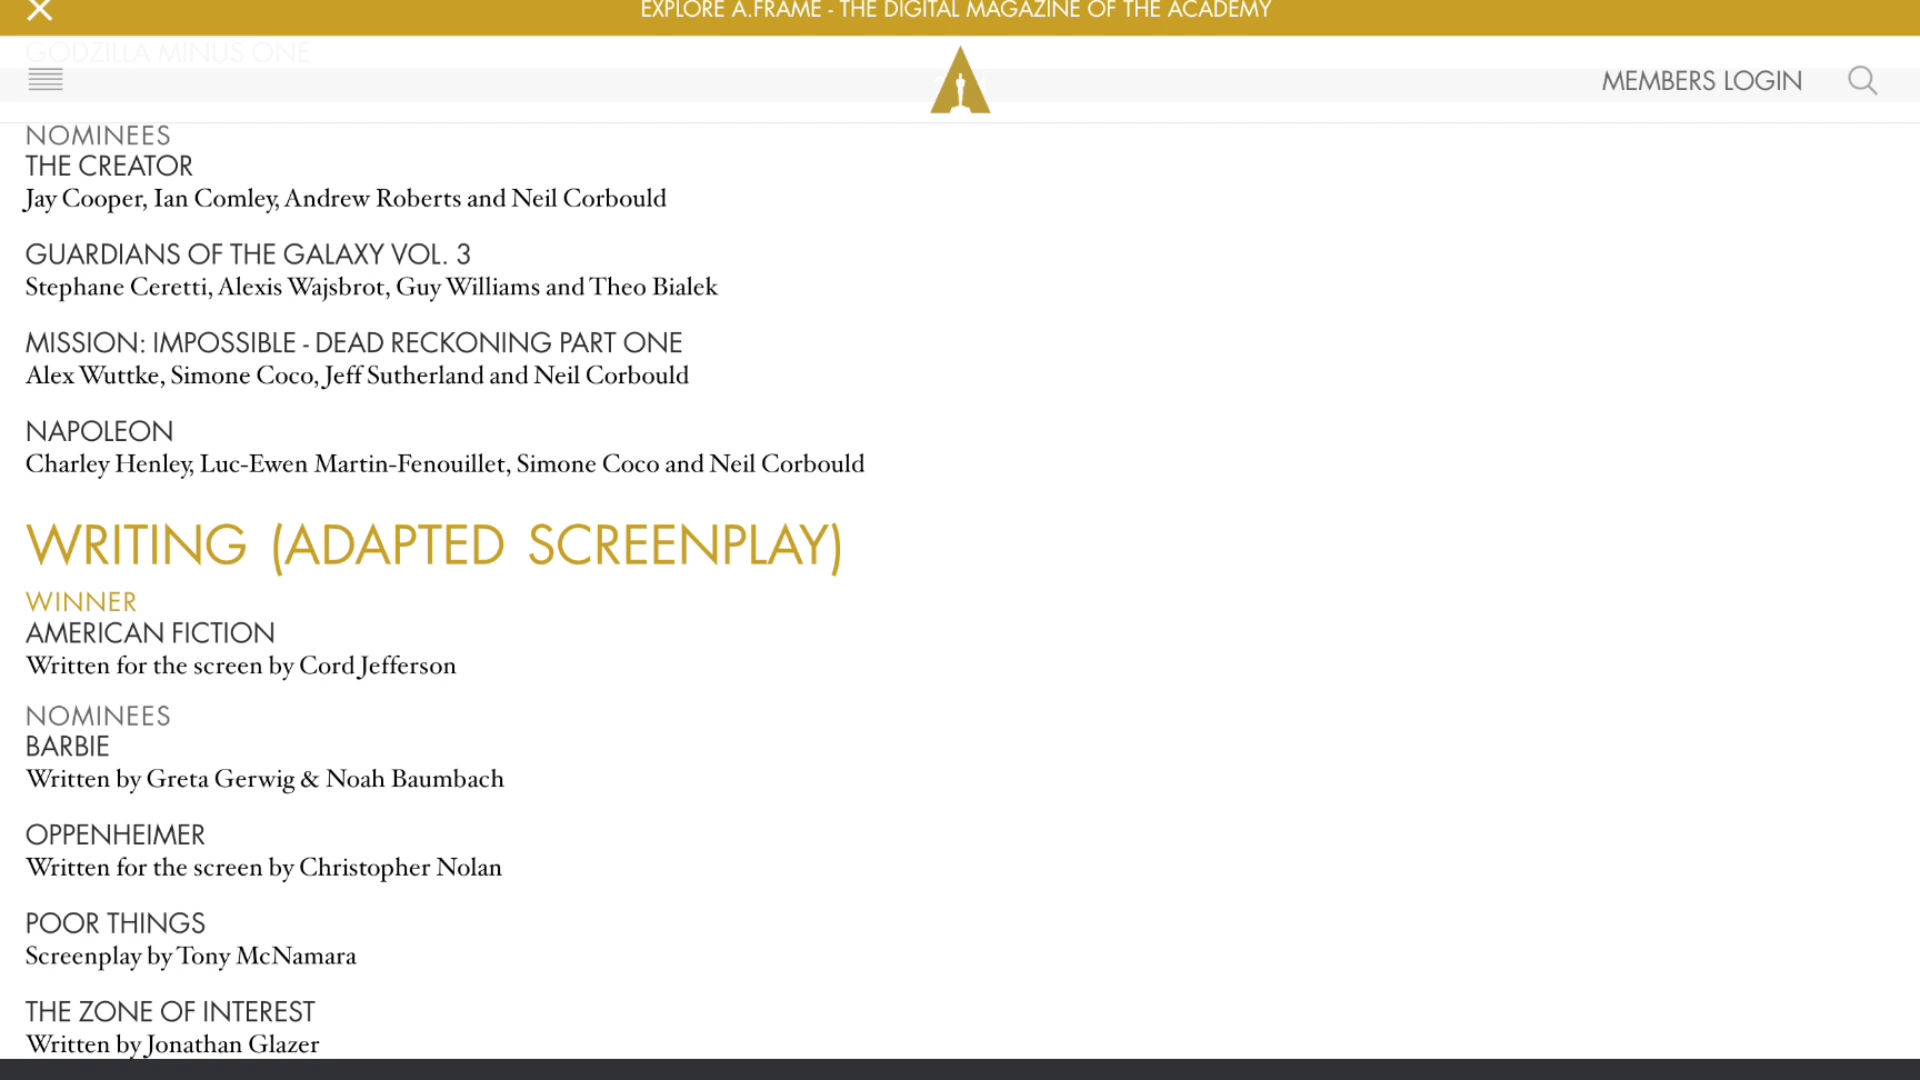 EXPLORE A.FRAME - THE DIGITAL MAGAZINE OF THE ACADEMY
GODZILLA MINUS ONE
MEMBERS LOGIN
NOMINEES
THE CREATOR
Jay Cooper, Ian Comley, Andrew Roberts and Neil Corbould
GUARDIANS OF THE GALAXY VOL. 3
Stephane Ceretti, Alexis Wajsbrot, Guy Williams and Theo Bialek
MISSION: IMPOSSIBLE - DEAD RECKONING PART ONE
Alex Wuttke, Simone Coco, Jeff Sutherland and Neil Corbould
NAPOLEON
Charley Henley, Luc-Ewen Martin-Fenouillet, Simone Coco and Neil Corbould
WRITING (ADAPTED SCREENPLAY)
WINNER
AMERICAN FICTION
Written for the screen by Cord Jefferson
NOMINEES
BARBIE
Written by Greta Gerwig & Noah Baumbach
OPPENHEIMER
Written for the screen by Christopher Nolan
POOR THINGS
Screenplay by Tony McNamara
THE ZONE OF INTEREST
Written by Jonathan Glazer